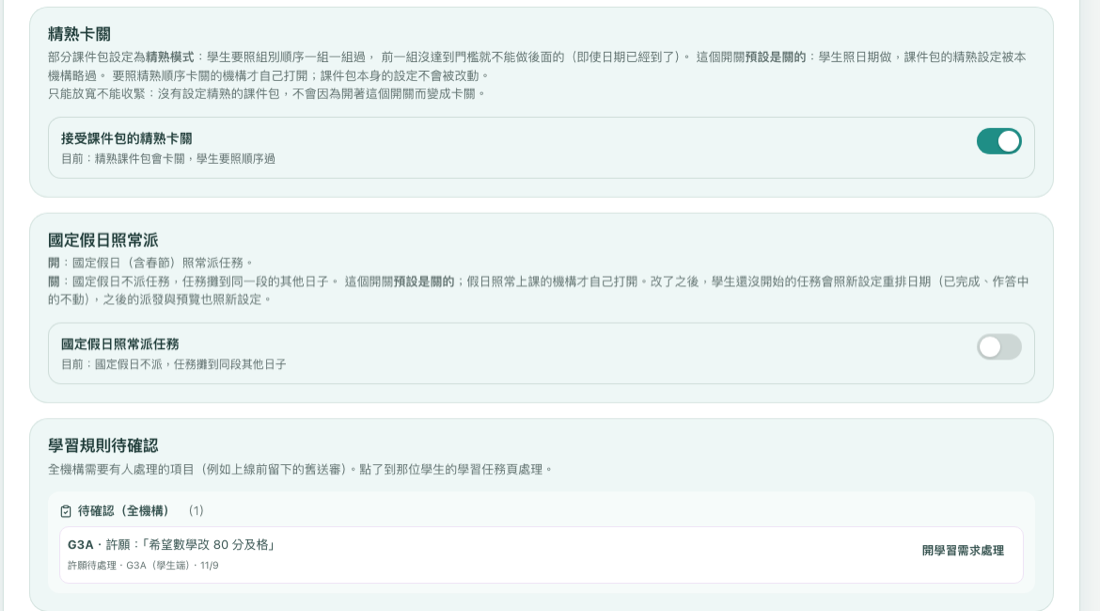 精熟卡關
部分課件包設定為精熟模式：學生要照組別順序一組一組過， 前一組沒達到門檻就不能做後面的（即使日期已經到了）。 這個開關預設是關的：學生照日期做，課件包的精熟設定被本
機構略過。 要照精熟順序卡關的機構才自己打開；課件包本身的設定不會被改動。
只能放寬不能收緊：沒有設定精熟的課件包，不會因為開著這個開關而變成卡關。
接受課件包的精熟卡關
目前：精熟課件包會卡關，學生要照順序過
國定假日照常派
開：國定假日（含春節）照常派任務。
關：國定假日不派任務，任務攤到同一段的其他日子。 這個開關預設是關的；假日照常上課的機構才自己打開。改了之後，學生還沒開始的任務會照新設定重排日期（已完成、作答中
的不動），之後的派發與預覽也照新設定。
國定假日照常派任務
目前：國定假日不派，任務攤到同段其他日子
學習規則待確認
全機構需要有人處理的項目（例如上線前留下的舊送審）。點了到那位學生的學習任務頁處理。
待確認（全機構） （1）
G3A · 許願：「希望數學改 80 分及格」
開學習需求處理
許願待處理 · G3A（學生端） · 11/9